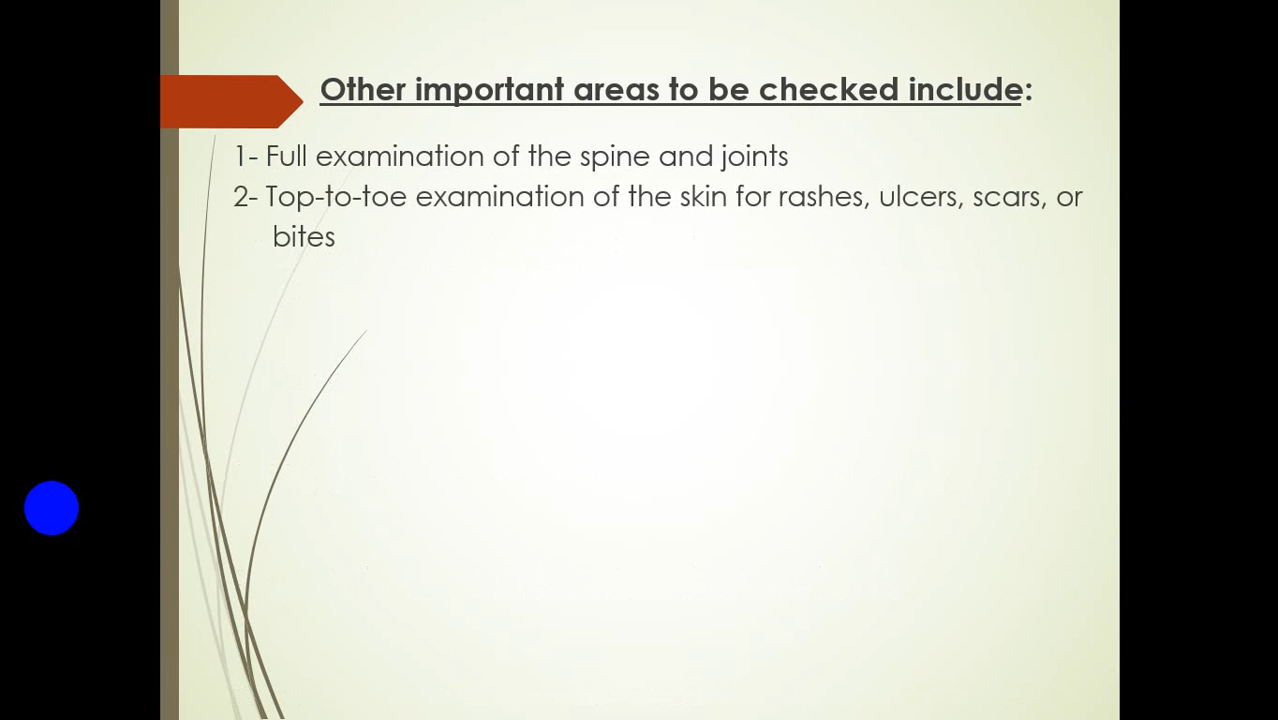 Other important areas to be checked include:
1- Full examination of the spine and joints
2- Top-to-toe examination of the skin for rashes, ulcers, scars, or
bites